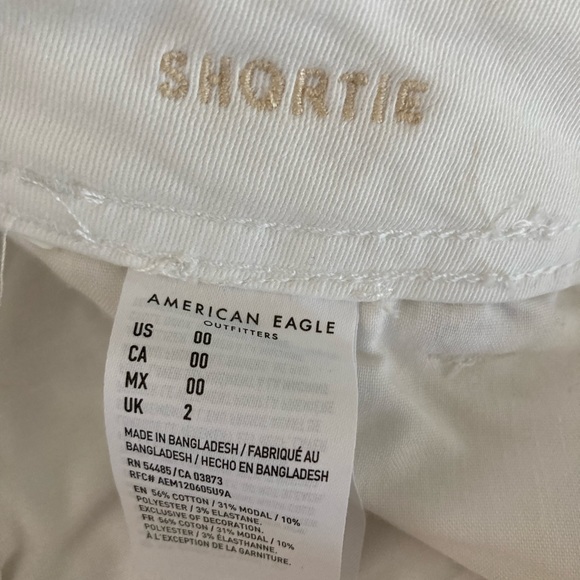 SHORTIE
AMERICAN EAGLE
OUTFITTERS
US 00
CA 00
MX 00
UK 2
MADE IN BANGLADESH / FABRIQUÉ AU
BANGLADESH / HECHO EN BANGLADESH
RN 54485 / CA 03873
RFC# AEM120605U9A
EN 56% COTTON / 31% MODAL / 10%
POLYESTER / 3% ELASTANE.
EXCLUSIVE OF DECORATION.
FR 56% COTON / 31% MODAL / 10%
POLYESTER / 3% ÉLASTHANNE.
À L'EXCEPTION DE LA GARNITURE.